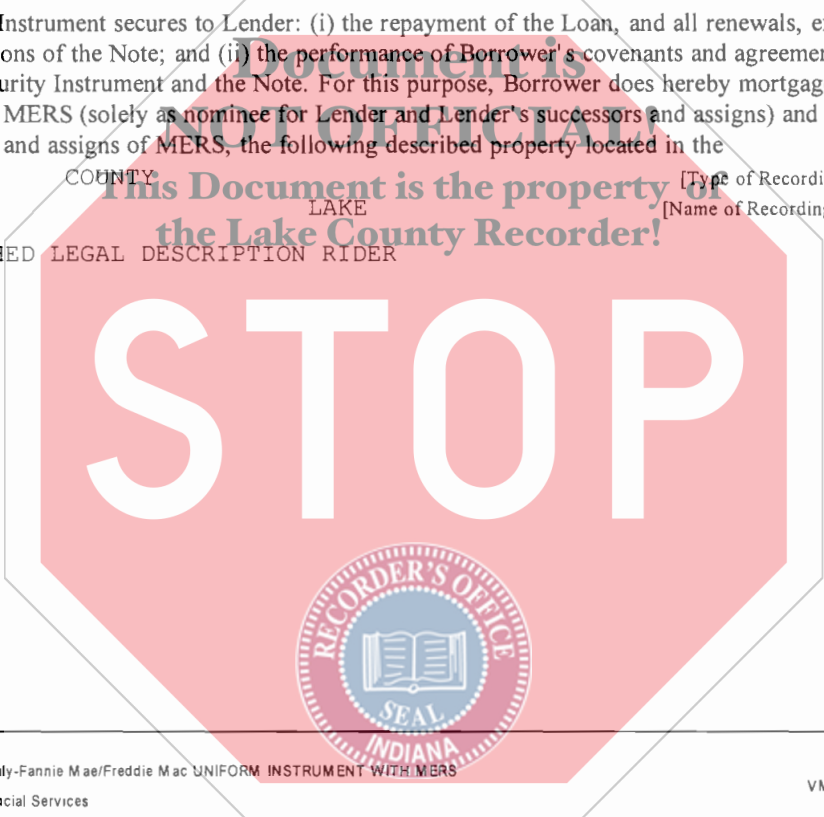 Instrument secures to Lender: (i) the repayment of the Loan, and all renewals, e
ons of the Note; and (ii) the performance of Borrower's covenants and agreemen
urity Instrument and the Note. For this purpose, Borrower does hereby mortgag
MERS (solely as nominee for Lender and Lender's successors and assigns) and
and assigns of MERS, the following described property located in the
Document is
NOT OFFICIAL!
This Document is the property of
the Lake County Recorder!
COUNTY [Type of Recordi
LAKE [Name of Recording
ED LEGAL DESCRIPTION RIDER
STOP
RECORDER'S OFFICE
SEAL
INDIANA
ly-Fannie Mae/Freddie Mac UNIFORM INSTRUMENT WITH MERS
VM
cial Services